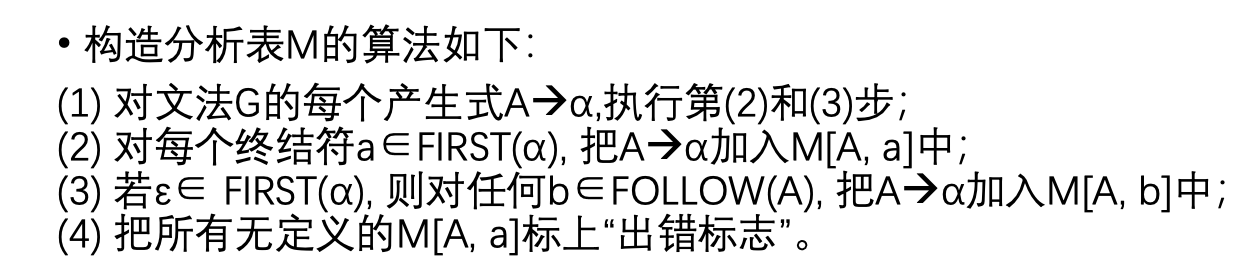 • 构造分析表M的算法如下：
(1) 对文法G的每个产生式A→α,执行第(2)和(3)步；
(2) 对每个终结符a∈FIRST(α), 把A→α加入M[A, a]中；
(3) 若ε∈ FIRST(α), 则对任何b∈FOLLOW(A), 把A→α加入M[A, b]中；
(4) 把所有无定义的M[A, a]标上“出错标志”。